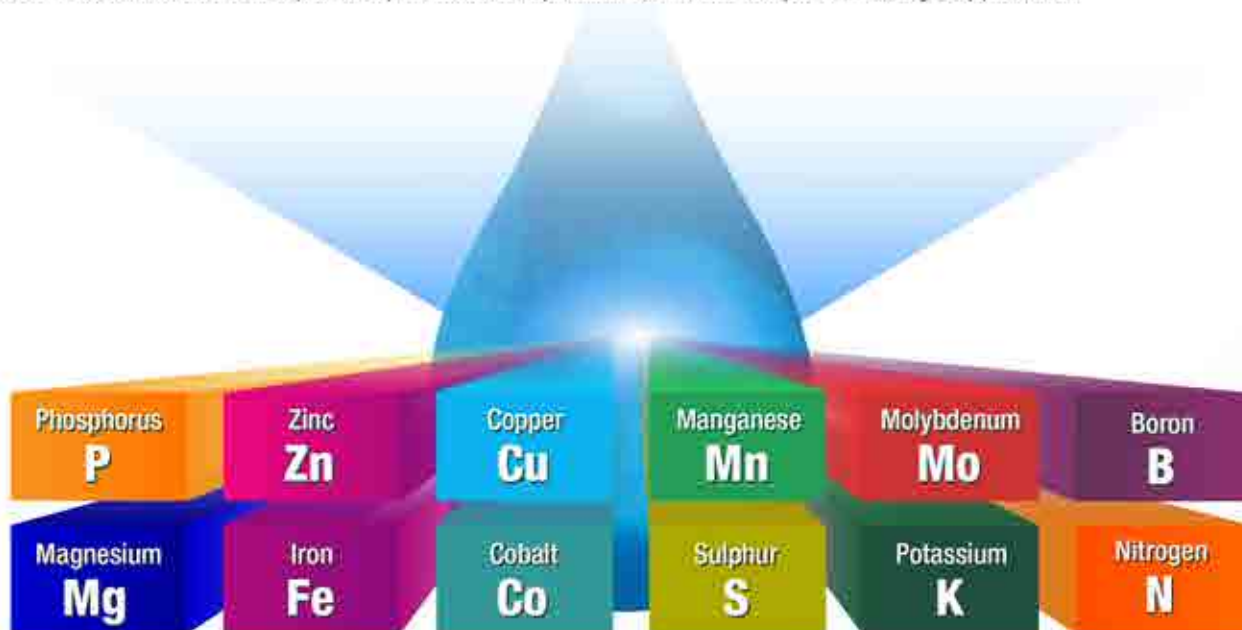 Phosphorus Zinc Copper Manganese Molybdenum Boron
P Zn Cu Mn Mo B
Magnesium Iron Cobalt Sulphur Potassium Nitrogen
Mg Fe Co S K N